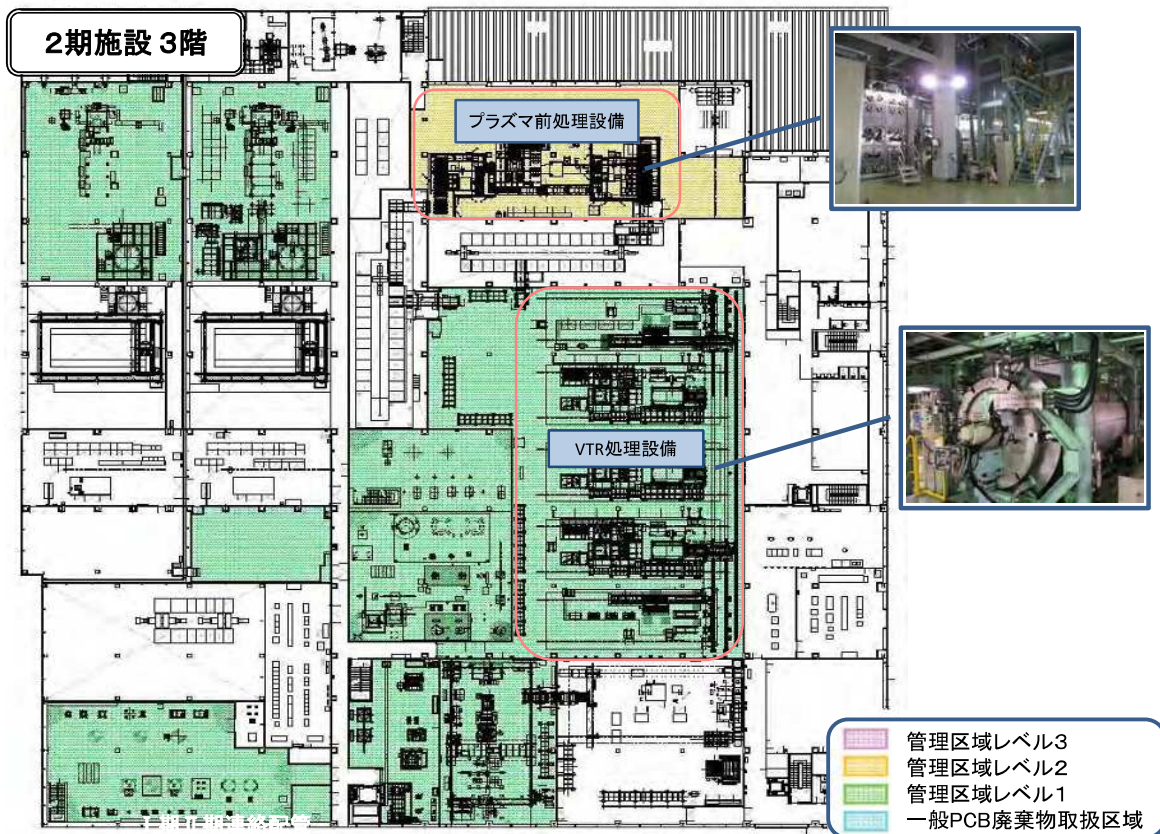 2期施設 3階
プラズマ前処理設備
VTR処理設備
管理区域レベル3
管理区域レベル2
管理区域レベル1
一般PCB廃棄物取扱区域